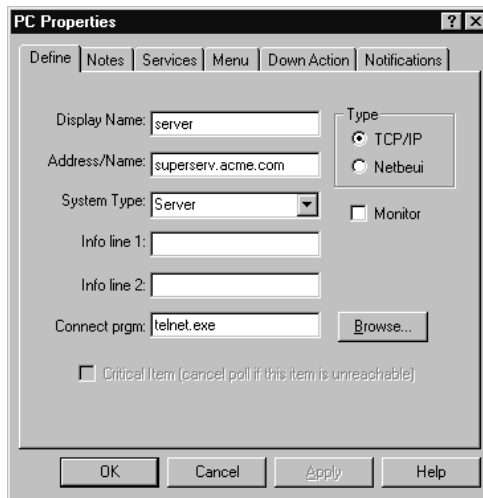 PC Properties
Define Notes Services Menu Down Action Notifications
Display Name: server
Type
TCP/IP
Address/Name: superserv.acme.com
Netbeui
System Type: Server
Monitor
Info line 1:
Info line 2:
Connect prgm: telnet.exe Browse...
Critical Item (cancel poll if this item is unreachable)
OK Cancel Apply Help